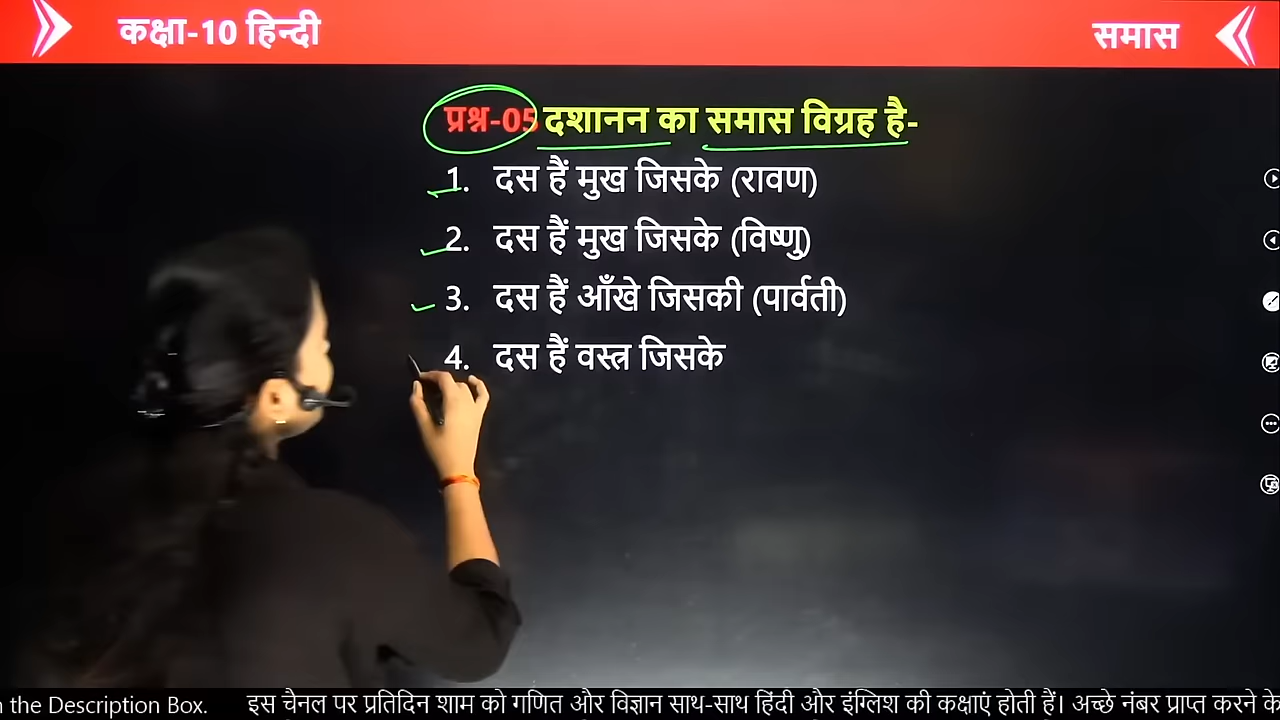 कक्षा-10 हिन्दी
समास
प्रश्न-05 दशानन का समास विग्रह है-
1. दस हैं मुख जिसके (रावण)
2. दस हैं मुख जिसके (विष्णु)
3. दस हैं आँखे जिसकी (पार्वती)
4. दस हैं वस्त्र जिसके
the Description Box. इस चैनल पर प्रतिदिन शाम को गणित और विज्ञान साथ-साथ हिंदी और इंग्लिश की कक्षाएं होती हैं। अच्छे नंबर प्राप्त करने के